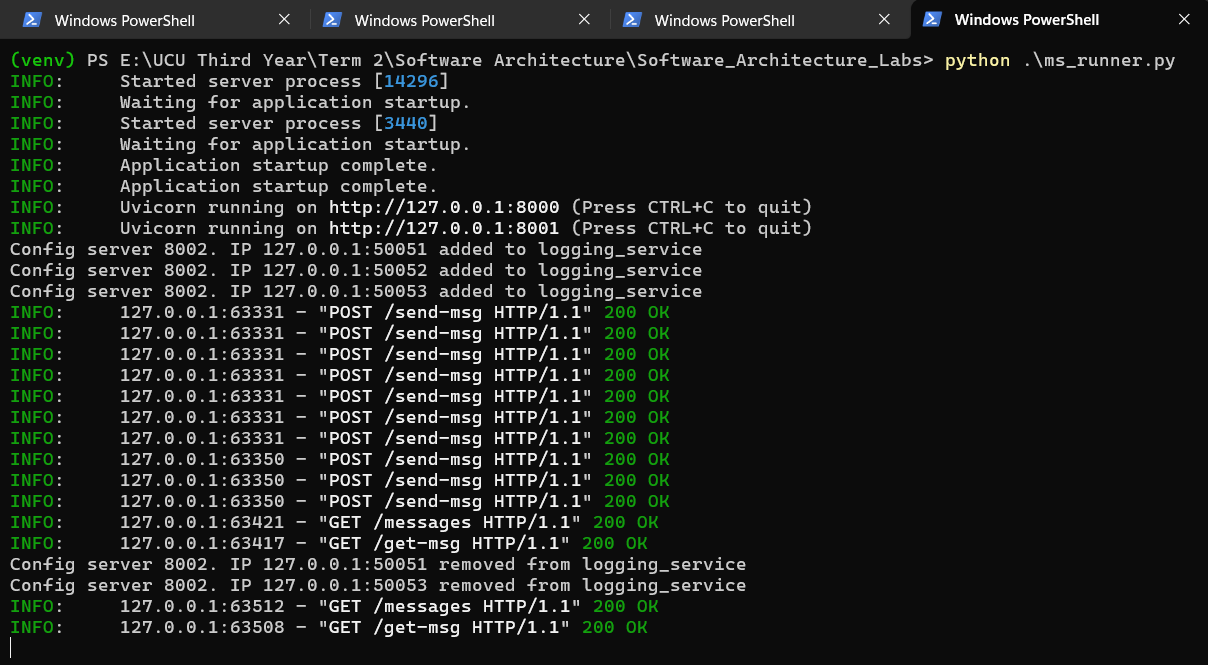 Windows PowerShell
Windows PowerShell
Windows PowerShell
Windows PowerShell
(venv) PS E:\UCU Third Year\Term 2\Software Architecture\Software_Architecture_Labs> python .\ms_runner.py
INFO:     Started server process [14296]
INFO:     Waiting for application startup.
INFO:     Started server process [3440]
INFO:     Waiting for application startup.
INFO:     Application startup complete.
INFO:     Application startup complete.
INFO:     Uvicorn running on http://127.0.0.1:8000 (Press CTRL+C to quit)
INFO:     Uvicorn running on http://127.0.0.1:8001 (Press CTRL+C to quit)
Config server 8002. IP 127.0.0.1:50051 added to logging_service
Config server 8002. IP 127.0.0.1:50052 added to logging_service
Config server 8002. IP 127.0.0.1:50053 added to logging_service
INFO:     127.0.0.1:63331 - "POST /send-msg HTTP/1.1" 200 OK
INFO:     127.0.0.1:63331 - "POST /send-msg HTTP/1.1" 200 OK
INFO:     127.0.0.1:63331 - "POST /send-msg HTTP/1.1" 200 OK
INFO:     127.0.0.1:63331 - "POST /send-msg HTTP/1.1" 200 OK
INFO:     127.0.0.1:63331 - "POST /send-msg HTTP/1.1" 200 OK
INFO:     127.0.0.1:63331 - "POST /send-msg HTTP/1.1" 200 OK
INFO:     127.0.0.1:63331 - "POST /send-msg HTTP/1.1" 200 OK
INFO:     127.0.0.1:63350 - "POST /send-msg HTTP/1.1" 200 OK
INFO:     127.0.0.1:63350 - "POST /send-msg HTTP/1.1" 200 OK
INFO:     127.0.0.1:63350 - "POST /send-msg HTTP/1.1" 200 OK
INFO:     127.0.0.1:63421 - "GET /messages HTTP/1.1" 200 OK
INFO:     127.0.0.1:63417 - "GET /get-msg HTTP/1.1" 200 OK
Config server 8002. IP 127.0.0.1:50051 removed from logging_service
Config server 8002. IP 127.0.0.1:50053 removed from logging_service
INFO:     127.0.0.1:63512 - "GET /messages HTTP/1.1" 200 OK
INFO:     127.0.0.1:63508 - "GET /get-msg HTTP/1.1" 200 OK